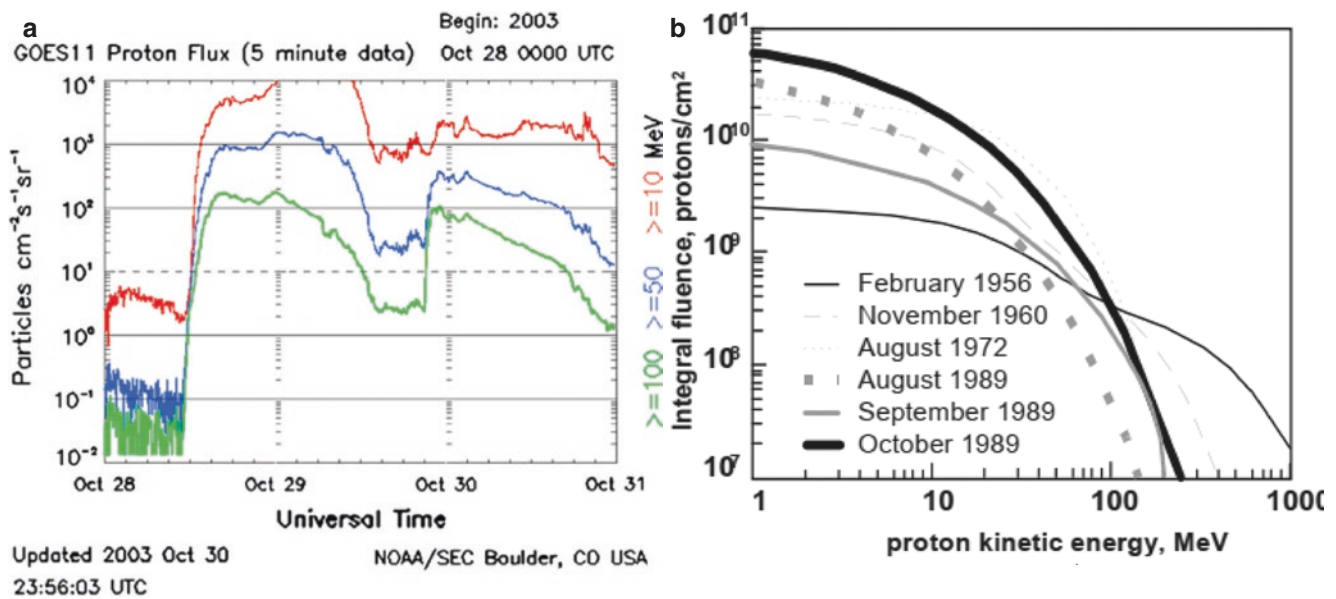 a
Begin: 2003
GOES11 Proton Flux (5 minute data) Oct 28 0000 UTC
Particles cm⁻²s⁻¹sr⁻¹
10⁴
10³
10²
10¹
10⁰
10⁻¹
10⁻²
Oct 28 Oct 29 Oct 30 Oct 31
Universal Time
>=100 >=50 >=10 MeV
Updated 2003 Oct 30 NOAA/SEC Boulder, CO USA
23:56:03 UTC
b
Integral fluence, protons/cm²
10¹¹
10¹⁰
10⁹
10⁸
10⁷
February 1956
November 1960
August 1972
August 1989
September 1989
October 1989
1 10 100 1000
proton kinetic energy, MeV